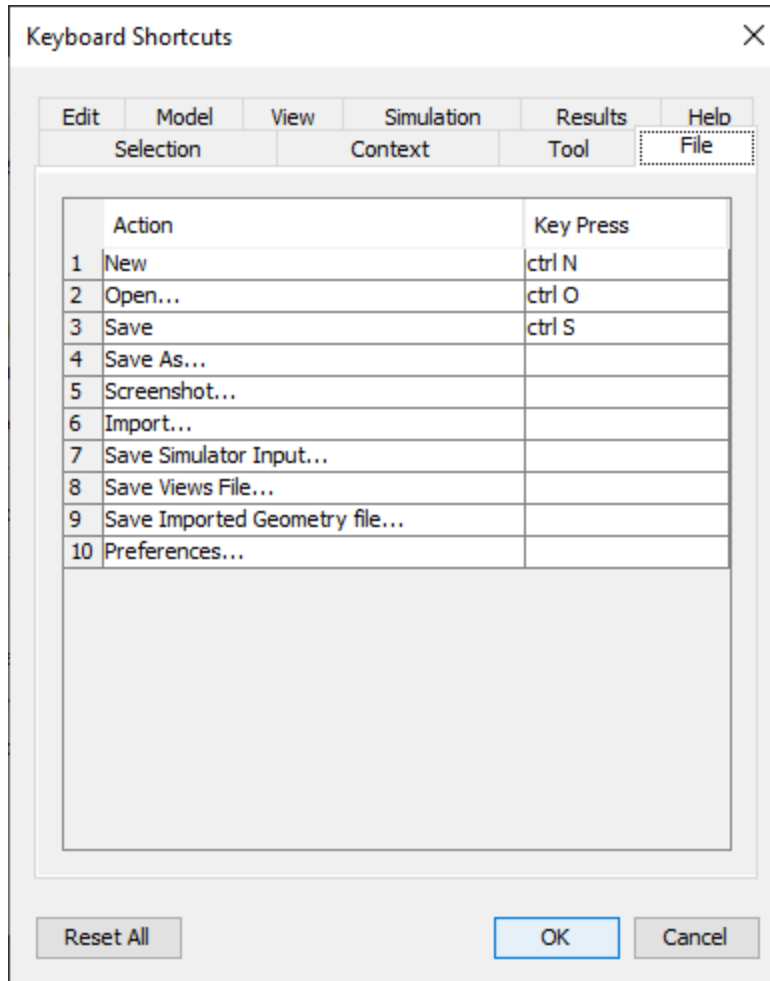 Keyboard Shortcuts
Edit Model View Simulation Results Help
Selection Context Tool File
Action Key Press
1 New ctrl N
2 Open... ctrl O
3 Save ctrl S
4 Save As...
5 Screenshot...
6 Import...
7 Save Simulator Input...
8 Save Views File...
9 Save Imported Geometry file...
10 Preferences...
Reset All OK Cancel